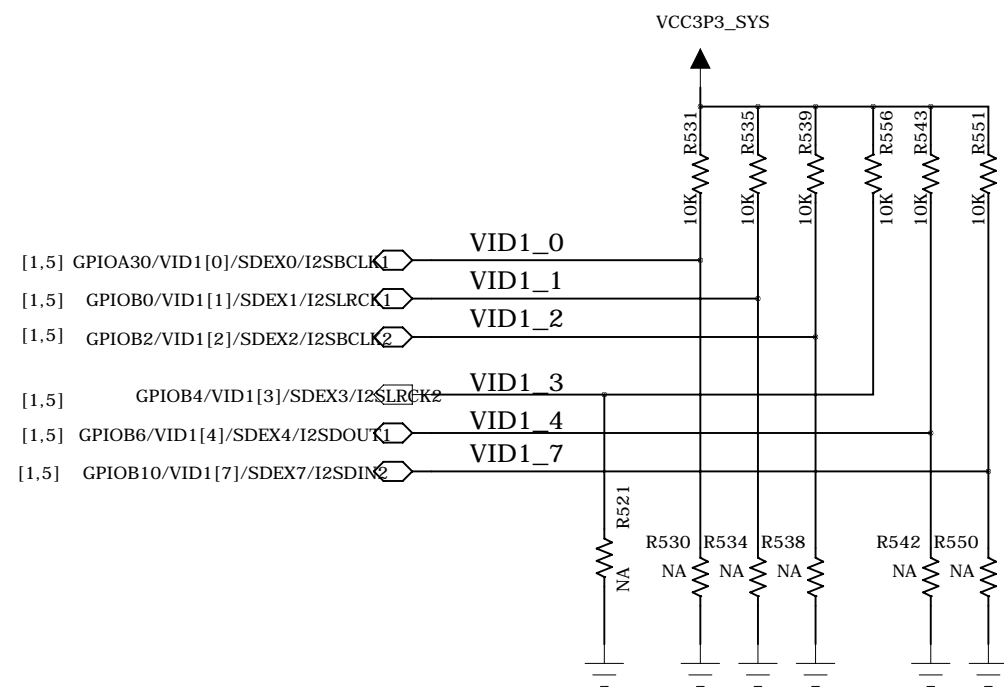 VCC3P3_SYS
R531
R535
R539
R556
R543
R551
10K
10K
10K
10K
10K
10K
VID1_0
[1,5] GPIOA30/VID1[0]/SDEX0/I2SBCLK1
VID1_1
[1,5] GPIOB0/VID1[1]/SDEX1/I2SLRCK1
VID1_2
[1,5] GPIOB2/VID1[2]/SDEX2/I2SBCLK2
VID1_3
[1,5] GPIOB4/VID1[3]/SDEX3/I2SLRCK2
VID1_4
[1,5] GPIOB6/VID1[4]/SDEX4/I2SDOUT1
VID1_7
[1,5] GPIOB10/VID1[7]/SDEX7/I2SDIN2
R521
NA
R530 R534 R538 R542 R550
NA NA NA NA NA